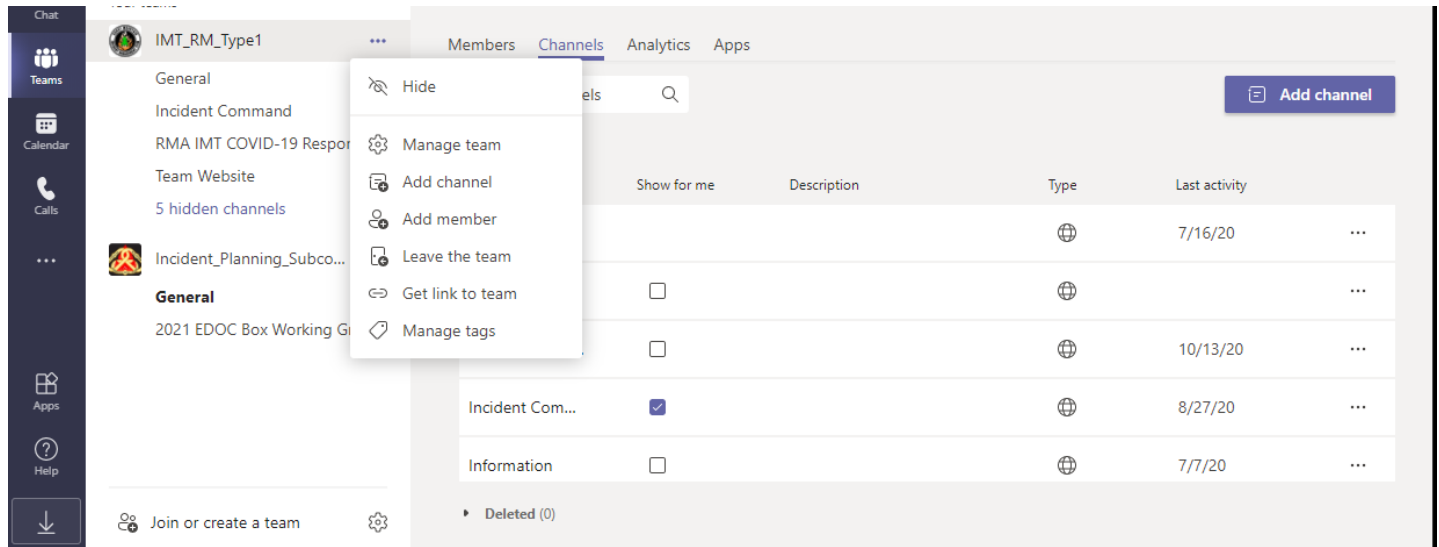 Chat
Teams
Calendar
Calls
Apps
Help
IMT_RM_Type1
General
Incident Command
RMA IMT COVID-19 Respor
Team Website
5 hidden channels
Incident_Planning_Subco...
General
2021 EDOC Box Working G
Join or create a team
Hide
Manage team
Add channel
Add member
Leave the team
Get link to team
Manage tags
Members Channels Analytics Apps
els
Add channel
Show for me Description Type Last activity
7/16/20
10/13/20
Incident Com... 8/27/20
Information 7/7/20
Deleted (0)